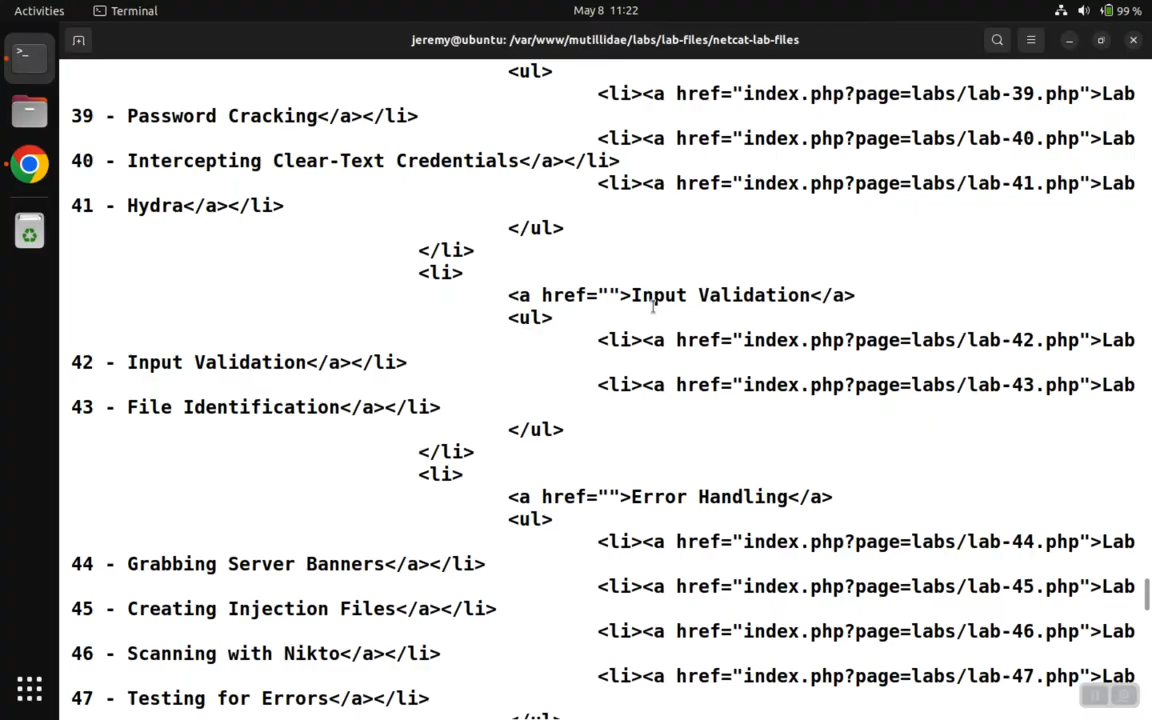 Activities
Terminal
May 8 11:22
99 %
jeremy@ubuntu: /var/www/mutillidae/labs/lab-files/netcat-lab-files
<ul>
<li><a href="index.php?page=labs/lab-39.php">Lab
39 - Password Cracking</a></li>
<li><a href="index.php?page=labs/lab-40.php">Lab
40 - Intercepting Clear-Text Credentials</a></li>
<li><a href="index.php?page=labs/lab-41.php">Lab
41 - Hydra</a></li>
</ul>
</li>
<li>
<a href="">Input Validation</a>
<ul>
<li><a href="index.php?page=labs/lab-42.php">Lab
42 - Input Validation</a></li>
<li><a href="index.php?page=labs/lab-43.php">Lab
43 - File Identification</a></li>
</ul>
</li>
<li>
<a href="">Error Handling</a>
<ul>
<li><a href="index.php?page=labs/lab-44.php">Lab
44 - Grabbing Server Banners</a></li>
<li><a href="index.php?page=labs/lab-45.php">Lab
45 - Creating Injection Files</a></li>
<li><a href="index.php?page=labs/lab-46.php">Lab
46 - Scanning with Nikto</a></li>
<li><a href="index.php?page=labs/lab-47.php">Lab
47 - Testing for Errors</a></li>